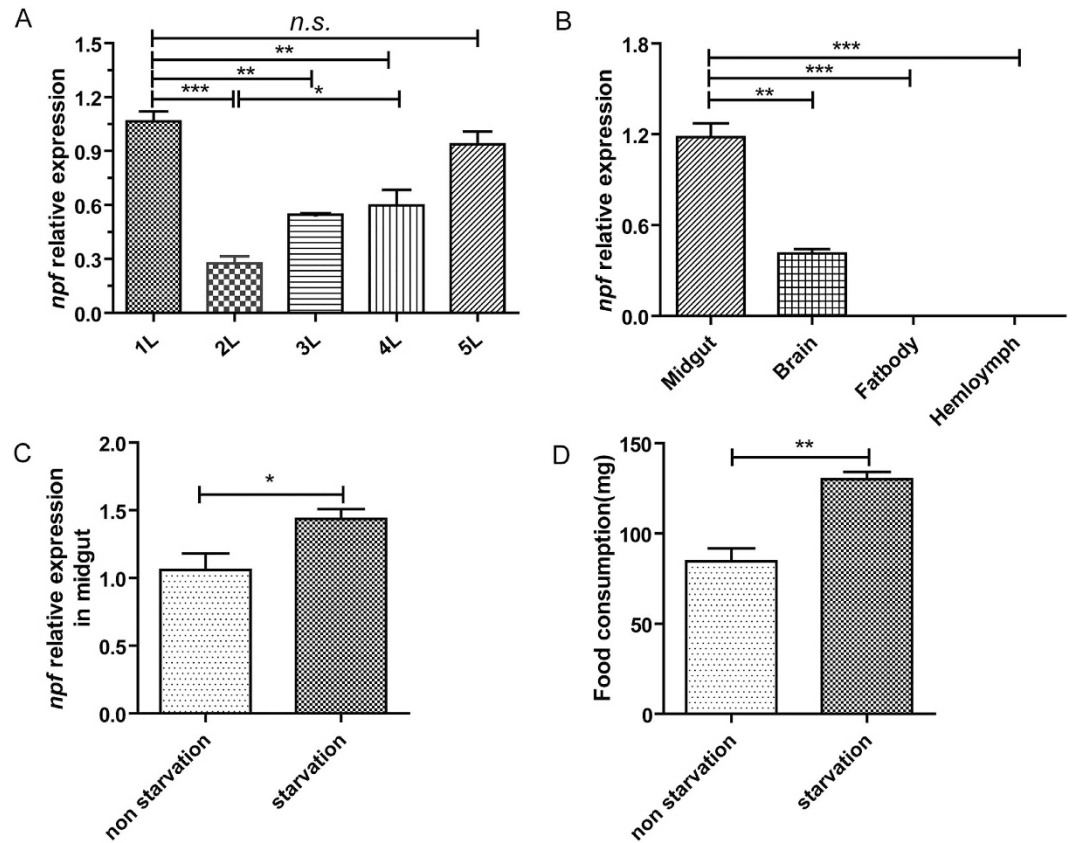 A
n.s.
**
**
***
*
npf relative expression
1.5
1.2
0.9
0.6
0.3
0.0
1L
2L
3L
4L
5L
B
***
***
**
npf relative expression
1.8
1.2
0.6
0.0
Midgut
Brain
Fatbody
Hemloymph
C
*
npf relative expression
in midgut
2.0
1.5
1.0
0.5
0.0
non starvation
starvation
D
**
Food consumption(mg)
150
100
50
0
non starvation
starvation